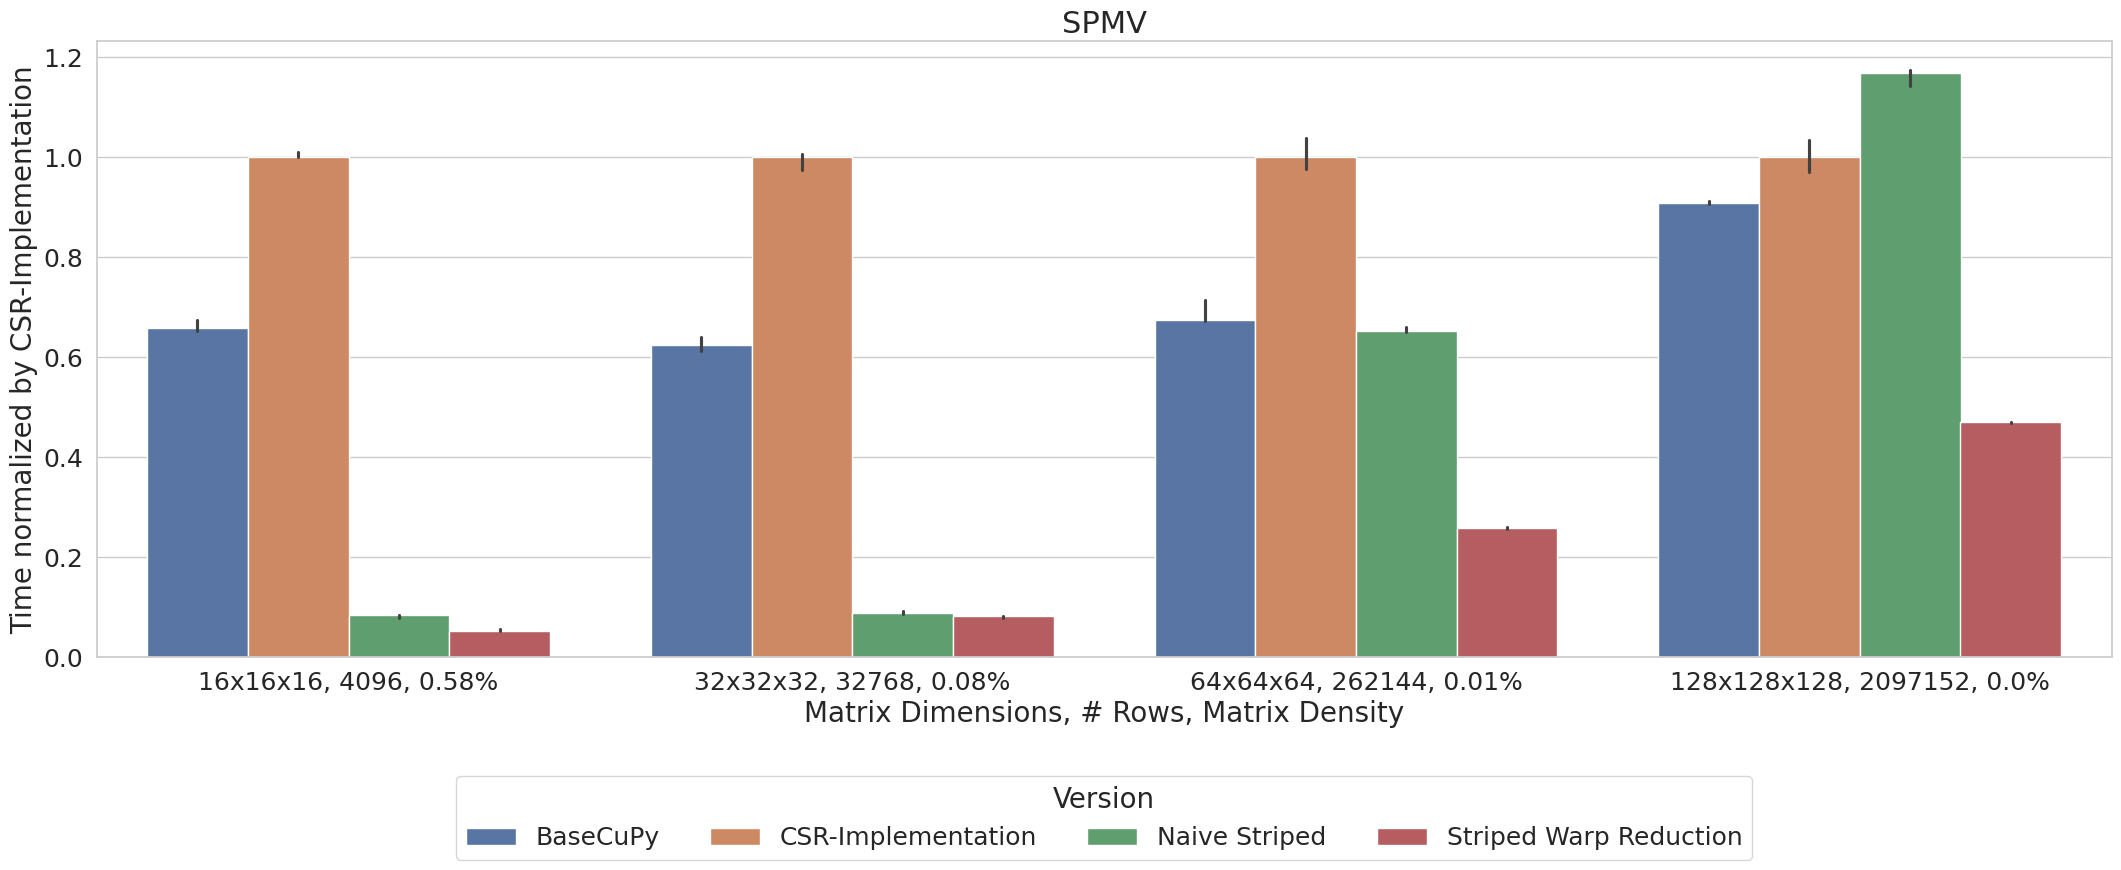 SPMV
Time normalized by CSR-Implementation
1.2
1.0
0.8
0.6
0.4
0.2
0.0
16x16x16, 4096, 0.58%
32x32x32, 32768, 0.08%
64x64x64, 262144, 0.01%
128x128x128, 2097152, 0.0%
Matrix Dimensions, # Rows, Matrix Density
Version
BaseCuPy
CSR-Implementation
Naive Striped
Striped Warp Reduction